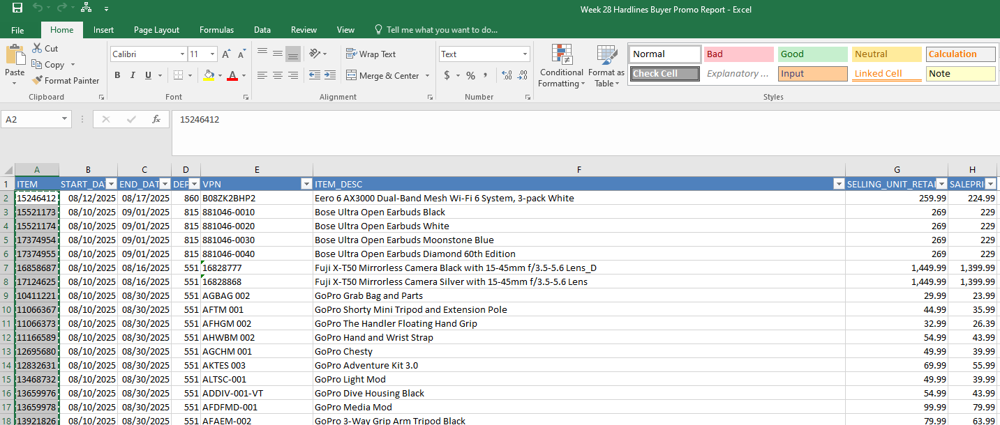 Week 28 Hardlines Buyer Promo Report - Excel
File Home Insert Page Layout Formulas Data Review View Tell me what you want to do...
Paste Cut Copy Format Painter Clipboard
Calibri 11 A A B I U A Font
Wrap Text Merge & Center Alignment
Text $ % , .0 .00 .00 .0 Number
Conditional Formatting Format as Table
Normal Bad Good Neutral Calculation
Check Cell Explanatory ... Input Linked Cell Note
Styles
A2 fx 15246412
A B C D E F G H
1 ITEM START_DA END_DAT DEP VPN ITEM_DESC SELLING_UNIT_RETAI SALEPRI
2 15246412 08/12/2025 08/17/2025 860 B08ZK2BHP2 Eero 6 AX3000 Dual-Band Mesh Wi-Fi 6 System, 3-pack White 259.99 224.99
3 15521173 08/10/2025 09/01/2025 815 881046-0010 Bose Ultra Open Earbuds Black 269 229
4 15521174 08/10/2025 09/01/2025 815 881046-0020 Bose Ultra Open Earbuds White 269 229
5 17374954 08/10/2025 09/01/2025 815 881046-0030 Bose Ultra Open Earbuds Moonstone Blue 269 229
6 17374955 08/10/2025 09/01/2025 815 881046-0040 Bose Ultra Open Earbuds Diamond 60th Edition 269 229
7 16858687 08/10/2025 08/16/2025 551 16828777 Fuji X-T50 Mirrorless Camera Black with 15-45mm f/3.5-5.6 Lens_D 1,449.99 1,399.99
8 17124625 08/10/2025 08/16/2025 551 16828868 Fuji X-T50 Mirrorless Camera Silver with 15-45mm f/3.5-5.6 Lens 1,449.99 1,399.99
9 10411221 08/10/2025 08/30/2025 551 AGBAG 002 GoPro Grab Bag and Parts 29.99 23.99
10 11066367 08/10/2025 08/30/2025 551 AFTM 001 GoPro Shorty Mini Tripod and Extension Pole 44.99 35.99
11 11066373 08/10/2025 08/30/2025 551 AFHGM 002 GoPro The Handler Floating Hand Grip 32.99 26.39
12 11166589 08/10/2025 08/30/2025 551 AHWBM 002 GoPro Hand and Wrist Strap 54.99 43.99
13 12695680 08/10/2025 08/30/2025 551 AGCHM 001 GoPro Chesty 49.99 39.99
14 12832631 08/10/2025 08/30/2025 551 AKTES 003 GoPro Adventure Kit 3.0 69.99 55.99
15 13468732 08/10/2025 08/30/2025 551 ALTSC-001 GoPro Light Mod 49.99 39.99
16 13659976 08/10/2025 08/30/2025 551 ADDIV-001-VT GoPro Dive Housing Black 54.99 43.99
17 13659978 08/10/2025 08/30/2025 551 AFDFMD-001 GoPro Media Mod 99.99 79.99
18 13921826 08/10/2025 08/30/2025 551 AFAEM-002 GoPro 3-Way Grip Arm Tripod Black 79.99 63.99